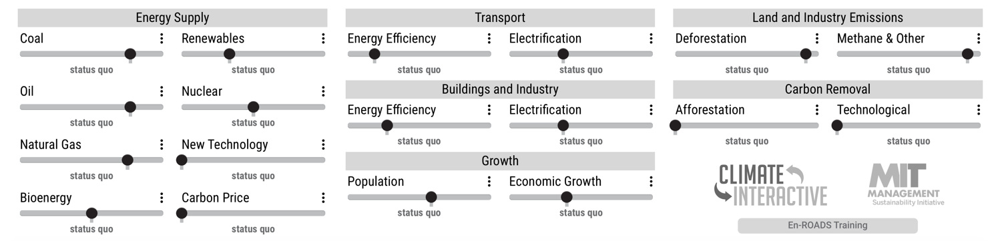 Energy Supply
Coal
Renewables
status quo
status quo
Oil
Nuclear
status quo
status quo
Natural Gas
New Technology
status quo
status quo
Bioenergy
Carbon Price
status quo
status quo
Transport
Energy Efficiency
Electrification
status quo
status quo
Buildings and Industry
Energy Efficiency
Electrification
status quo
status quo
Growth
Population
Economic Growth
status quo
status quo
Land and Industry Emissions
Deforestation
Methane & Other
status quo
status quo
Carbon Removal
Afforestation
Technological
status quo
status quo
CLIMATE
INTERACTIVE
MIT
MANAGEMENT
Sustainability Initiative
En-ROADS Training